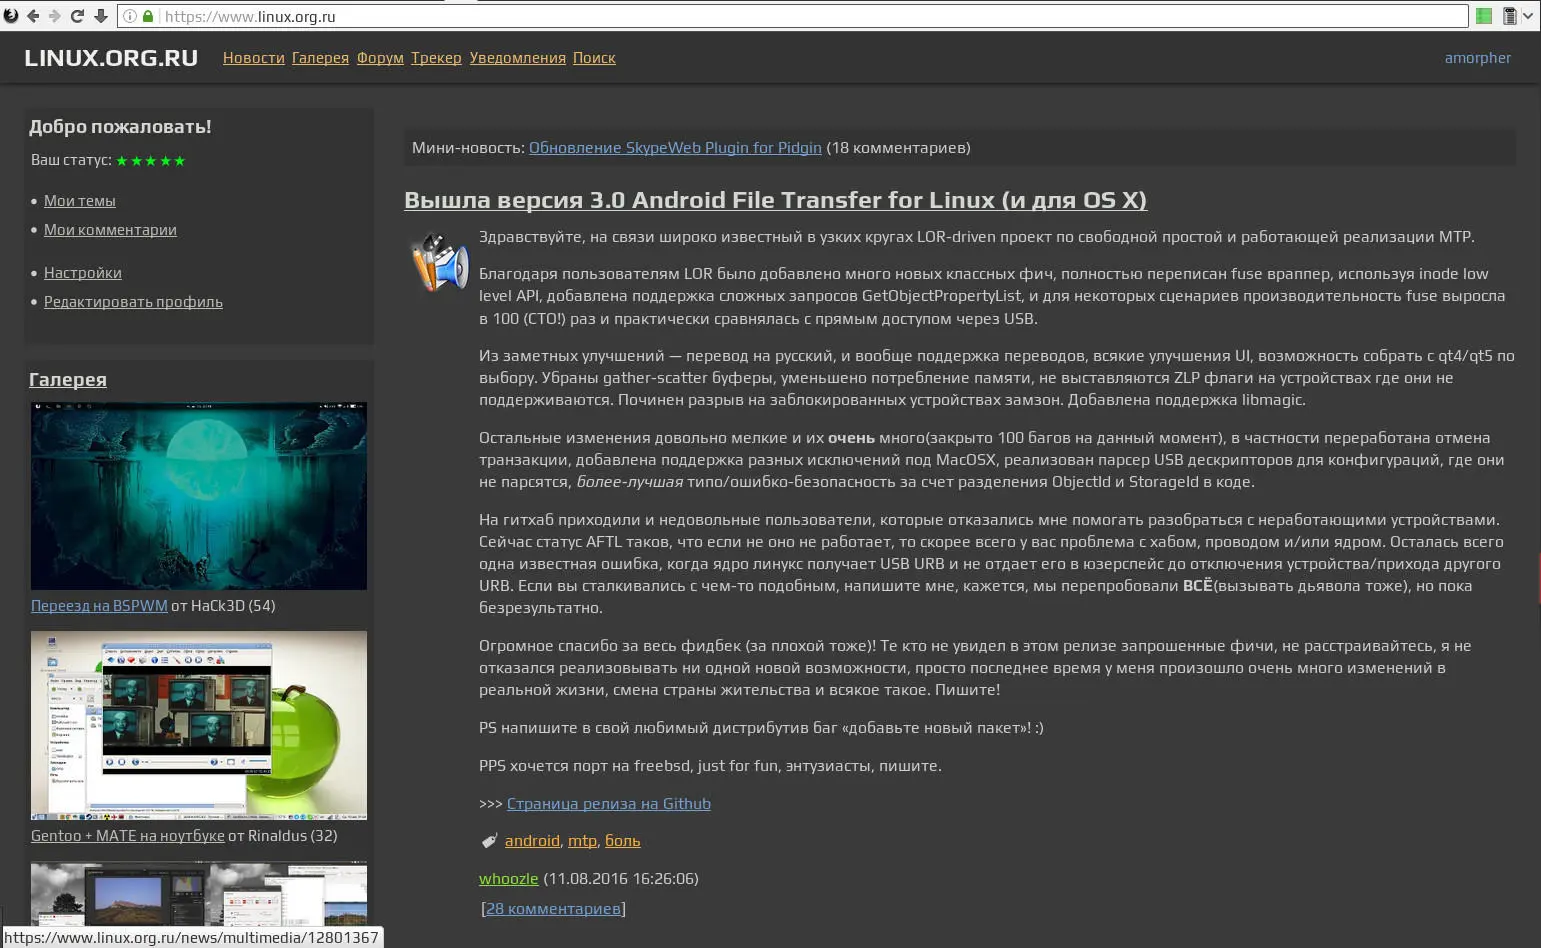 https://www.linux.org.ru
LINUX.ORG.RU Новости Галерея Форум Трекер Уведомления Поиск amorpher
Добро пожаловать!
Ваш статус: ★★★★★
• Мои темы
• Мои комментарии
• Настройки
• Редактировать профиль
Галерея
Переезд на BSPWM от HaCk3D (54)
Gentoo + MATE на ноутбуке от Rinaldus (32)
Мини-новость: Обновление SkypeWeb Plugin for Pidgin (18 комментариев)
Вышла версия 3.0 Android File Transfer for Linux (и для OS X)
Здравствуйте, на связи широко известный в узких кругах LOR-driven проект по свободной простой и работающей реализации MTP.
Благодаря пользователям LOR было добавлено много новых классных фич, полностью переписан fuse враппер, используя inode low
level API, добавлена поддержка сложных запросов GetObjectPropertyList, и для некоторых сценариев производительность fuse выросла
в 100 (СТО!) раз и практически сравнялась с прямым доступом через USB.
Из заметных улучшений — перевод на русский, и вообще поддержка переводов, всякие улучшения UI, возможность собрать с qt4/qt5 по
выбору. Убраны gather-scatter буферы, уменьшено потребление памяти, не выставляются ZLP флаги на устройствах где они не
поддерживаются. Починен разрыв на заблокированных устройствах замзон. Добавлена поддержка libmagic.
Остальные изменения довольно мелкие и их очень много(закрыто 100 багов на данный момент), в частности переработана отмена
транзакции, добавлена поддержка разных исключений под MacOSX, реализован парсер USB дескрипторов для конфигураций, где они
не парсятся, более-лучшая типо/ошибко-безопасность за счет разделения ObjectId и StorageId в коде.
На гитхаб приходили и недовольные пользователи, которые отказались мне помогать разобраться с неработающими устройствами.
Сейчас статус AFTL таков, что если не оно не работает, то скорее всего у вас проблема с хабом, проводом и/или ядром. Осталась всего
одна известная ошибка, когда ядро линукс получает USB URB и не отдает его в юзерспейс до отключения устройства/прихода другого
URB. Если вы сталкивались с чем-то подобным, напишите мне, кажется, мы перепробовали ВСЁ(вызывать дьявола тоже), но пока
безрезультатно.
Огромное спасибо за весь фидбек (за плохой тоже)! Те кто не увидел в этом релизе запрошенные фичи, не расстраивайтесь, я не
отказался реализовывать ни одной новой возможности, просто последнее время у меня произошло очень много изменений в
реальной жизни, смена страны жительства и всякое такое. Пишите!
PS напишите в свой любимый дистрибутив баг «добавьте новый пакет»! :)
PPS хочется порт на freebsd, just for fun, энтузиасты, пишите.
>>> Страница релиза на Github
android, mtp, боль
whoozle (11.08.2016 16:26:06)
[28 комментариев]
https://www.linux.org.ru/news/multimedia/12801367